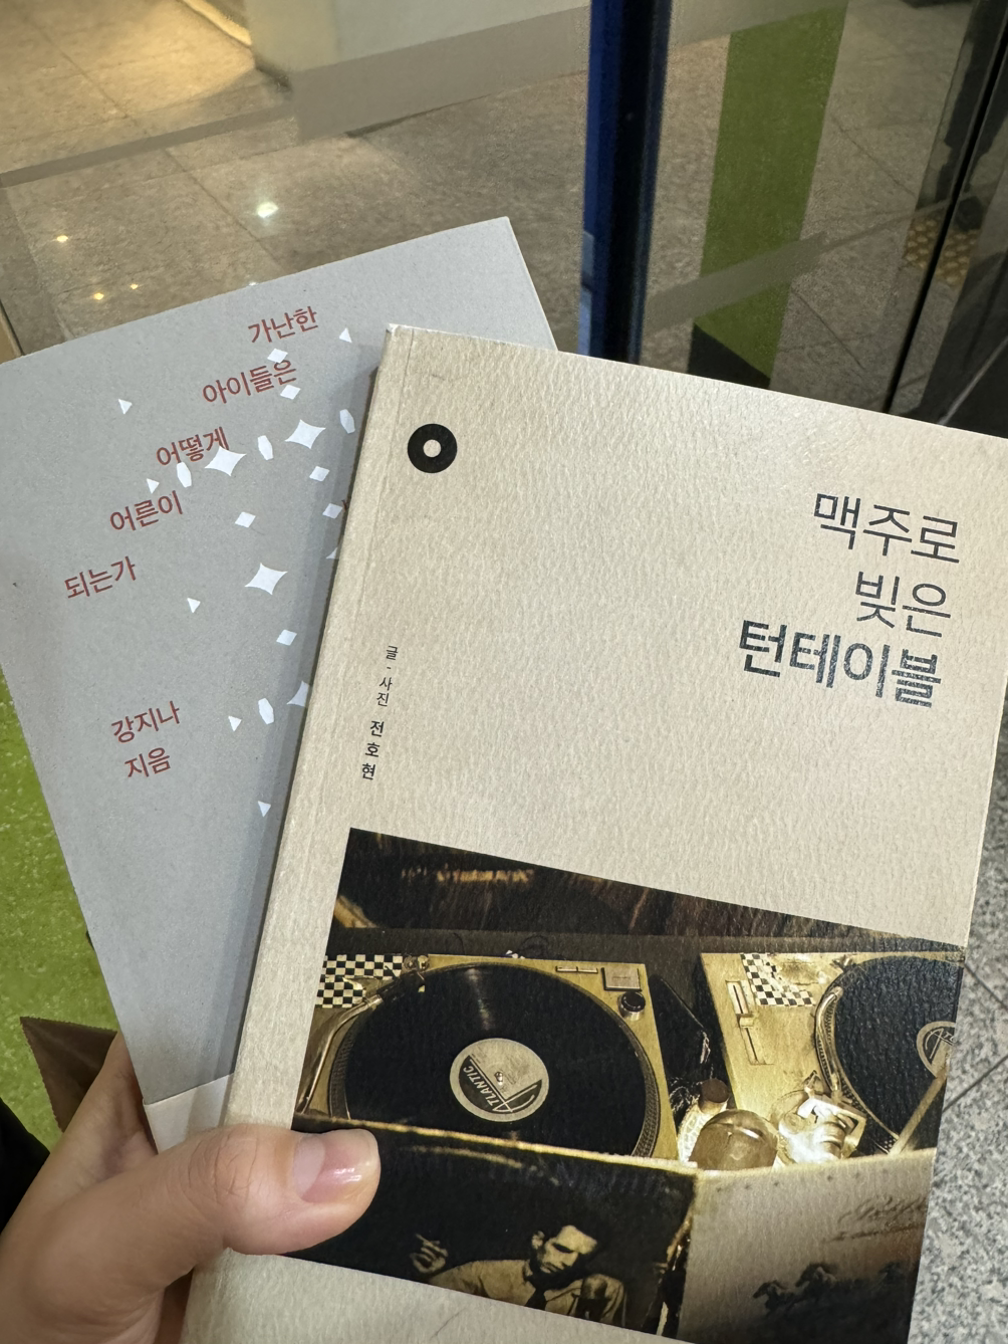 가난한
아이들은
어떻게
어른이
되는가
강지나
지음
맥주로
빚은
턴테이블
글 - 사진 전호현
ATLANTIC